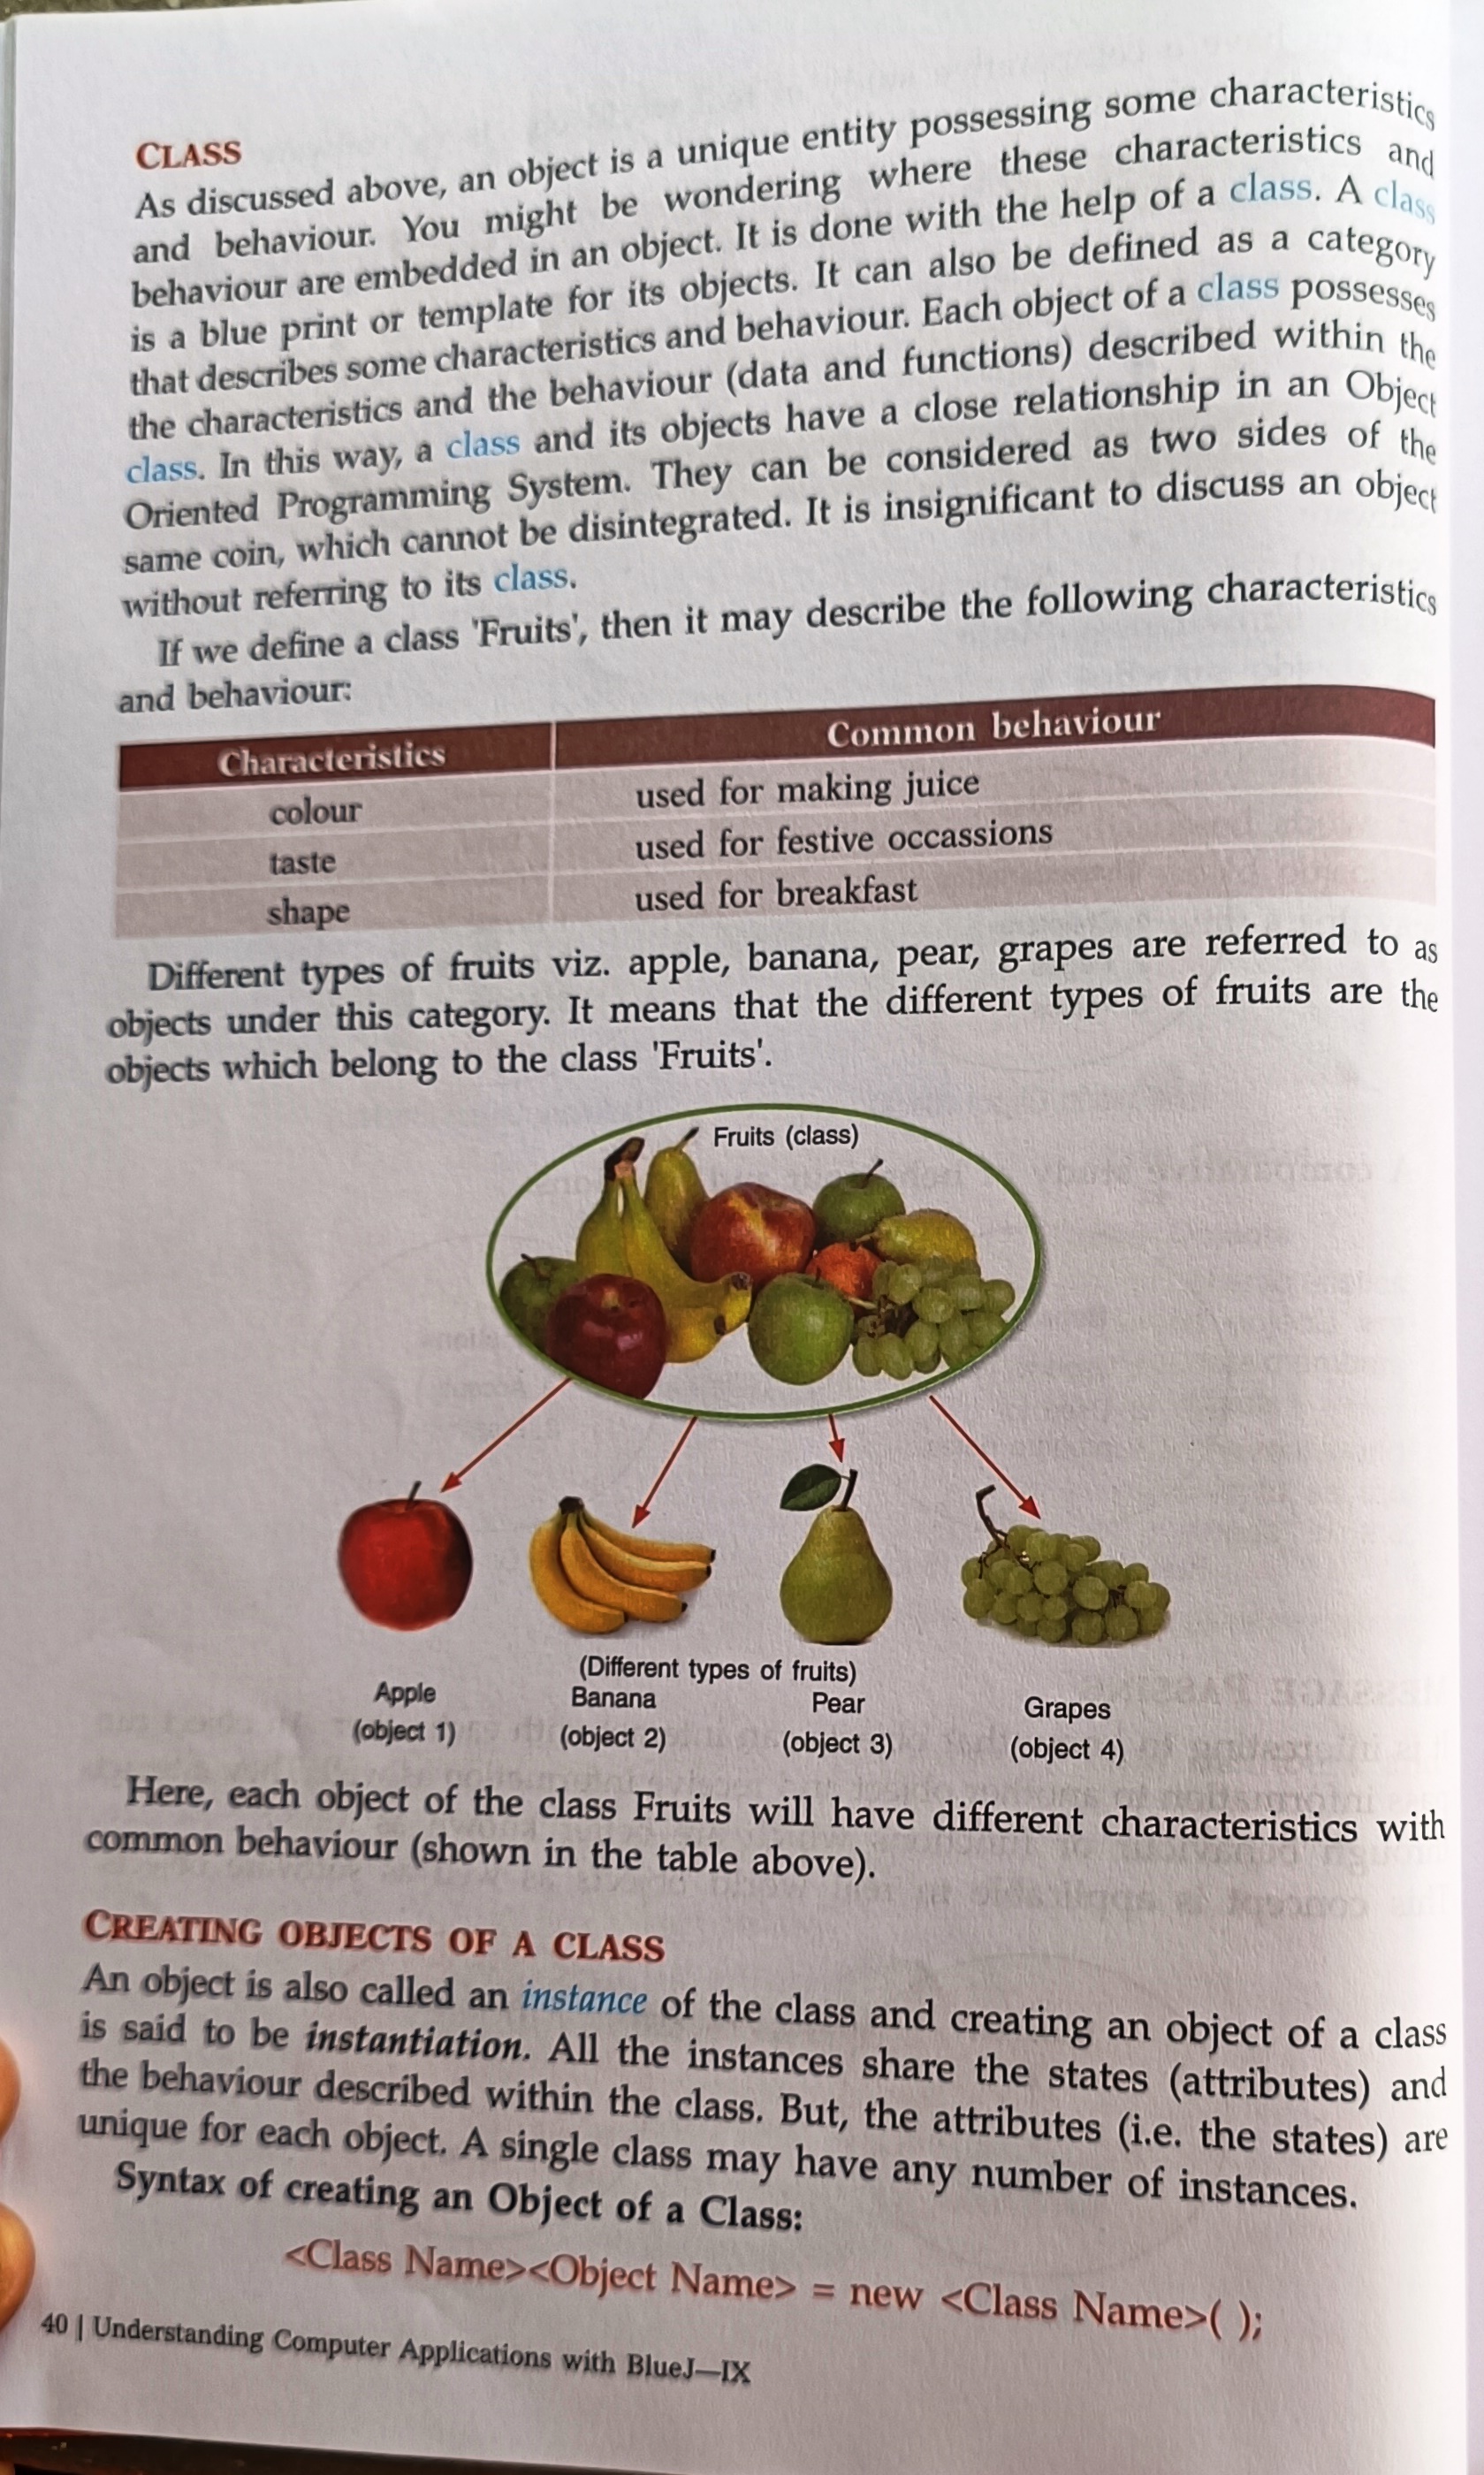 CLASS
As discussed above, an object is a unique entity possessing some characteristics
and behaviour. You might be wondering where these characteristics and
behaviour are embedded in an object. It is done with the help of a class. A class
is a blue print or template for its objects. It can also be defined as a category
that describes some characteristics and behaviour. Each object of a class possesses
the characteristics and the behaviour (data and functions) described within the
class. In this way, a class and its objects have a close relationship in an Object
Oriented Programming System. They can be considered as two sides of the
same coin, which cannot be disintegrated. It is insignificant to discuss an object
without referring to its class.
If we define a class 'Fruits', then it may describe the following characteristics
and behaviour:
Characteristics Common behaviour
colour used for making juice
taste used for festive occassions
shape used for breakfast
Different types of fruits viz. apple, banana, pear, grapes are referred to as
objects under this category. It means that the different types of fruits are the
objects which belong to the class 'Fruits'.
Fruits (class)
(Different types of fruits)
Apple Banana Pear Grapes
(object 1) (object 2) (object 3) (object 4)
Here, each object of the class Fruits will have different characteristics with
common behaviour (shown in the table above).
CREATING OBJECTS OF A CLASS
An object is also called an instance of the class and creating an object of a class
is said to be instantiation. All the instances share the states (attributes) and
the behaviour described within the class. But, the attributes (i.e. the states) are
unique for each object. A single class may have any number of instances.
Syntax of creating an Object of a Class:
<Class Name><Object Name> = new <Class Name>( );
40 | Understanding Computer Applications with BlueJ—IX